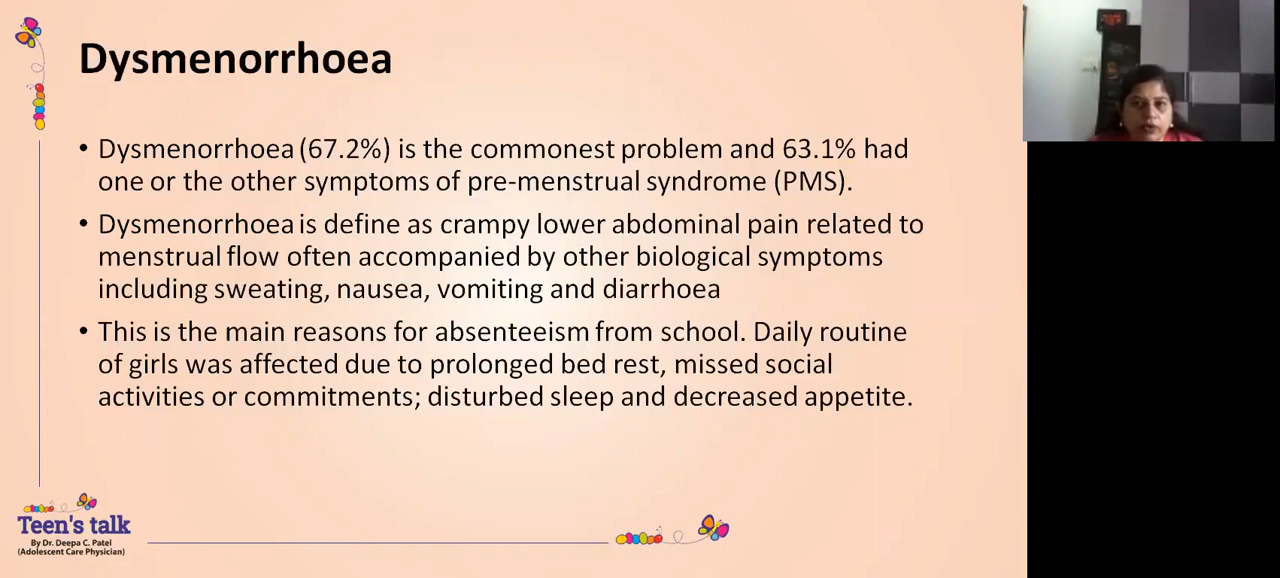 Dysmenorrhoea
• Dysmenorrhoea (67.2%) is the commonest problem and 63.1% had
one or the other symptoms of pre-menstrual syndrome (PMS).
• Dysmenorrhoea is define as crampy lower abdominal pain related to
menstrual flow often accompanied by other biological symptoms
including sweating, nausea, vomiting and diarrhoea
• This is the main reasons for absenteeism from school. Daily routine
of girls was affected due to prolonged bed rest, missed social
activities or commitments; disturbed sleep and decreased appetite.
Teen's talk
By Dr. Deepa C. Patel
(Adolescent Care Physician)